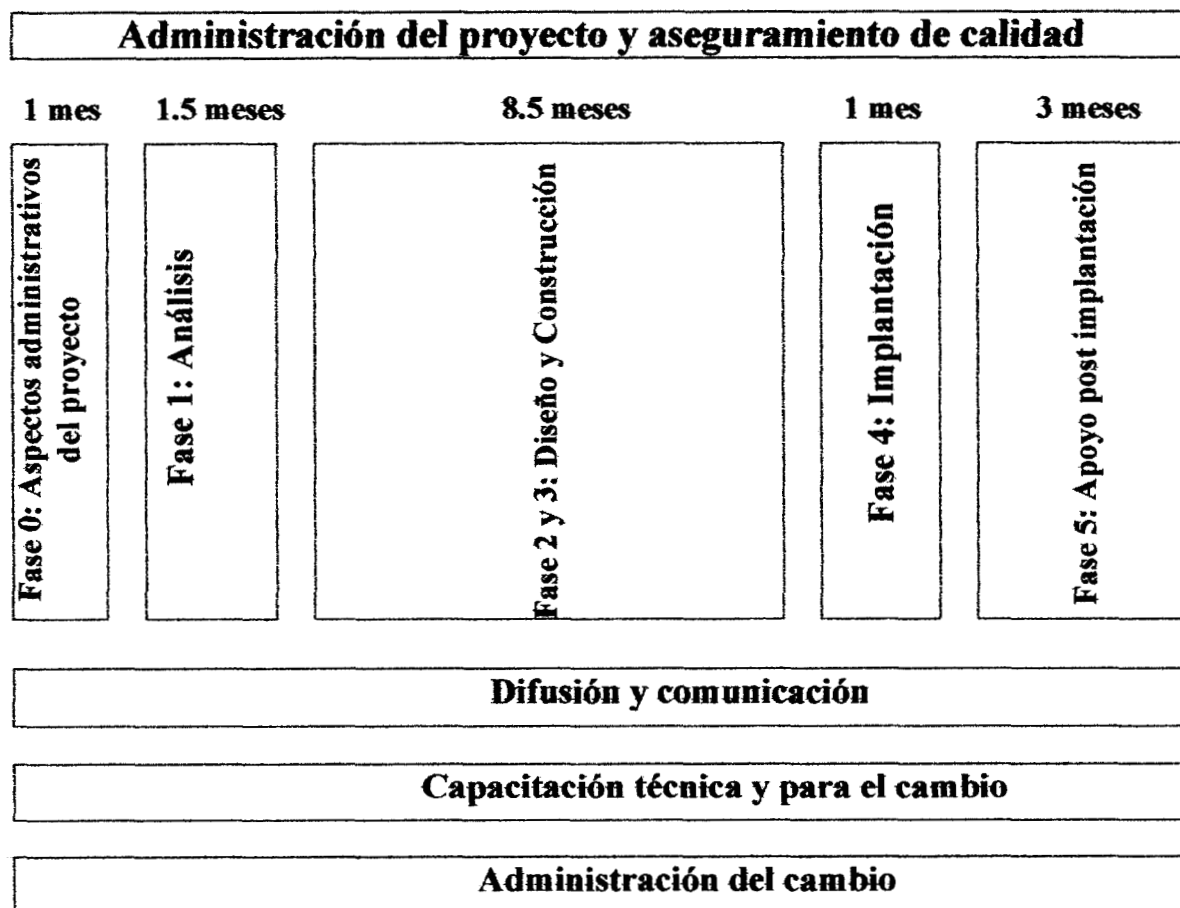 Administración del proyecto y aseguramiento de calidad
1 mes
1.5 meses
8.5 meses
1 mes
3 meses
Fase 0: Aspectos administrativos
del proyecto
Fase 1: Análisis
Fase 2 y 3: Diseño y Construcción
Fase 4: Implantación
Fase 5: Apoyo post implantación
Difusión y comunicación
Capacitación técnica y para el cambio
Administración del cambio